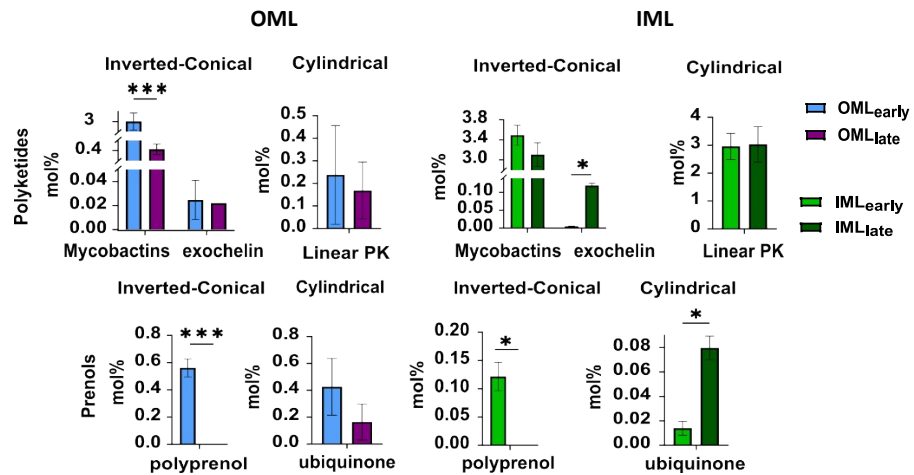 OML IML
Inverted-Conical Cylindrical Inverted-Conical Cylindrical
OMLearly
OMLlate
IMLearly
IMLlate
Polyketides
mol%
3
0.4
0.04
0.02
0.00
***
Mycobactins exochelin
mol%
0.5
0.4
0.3
0.2
0.1
0.0
Linear PK
mol%
3.8
3.4
3.0
0.10
0.05
0.00
*
Mycobactins exochelin
mol%
4
3
2
1
0
Linear PK
Inverted-Conical Cylindrical Inverted-Conical Cylindrical
Prenols
mol%
0.8
0.6
0.4
0.2
0.0
***
polyprenol
mol%
0.8
0.6
0.4
0.2
0.0
ubiquinone
mol%
0.20
0.15
0.10
0.05
0.00
*
polyprenol
mol%
0.08
0.06
0.04
0.02
0.00
*
ubiquinone